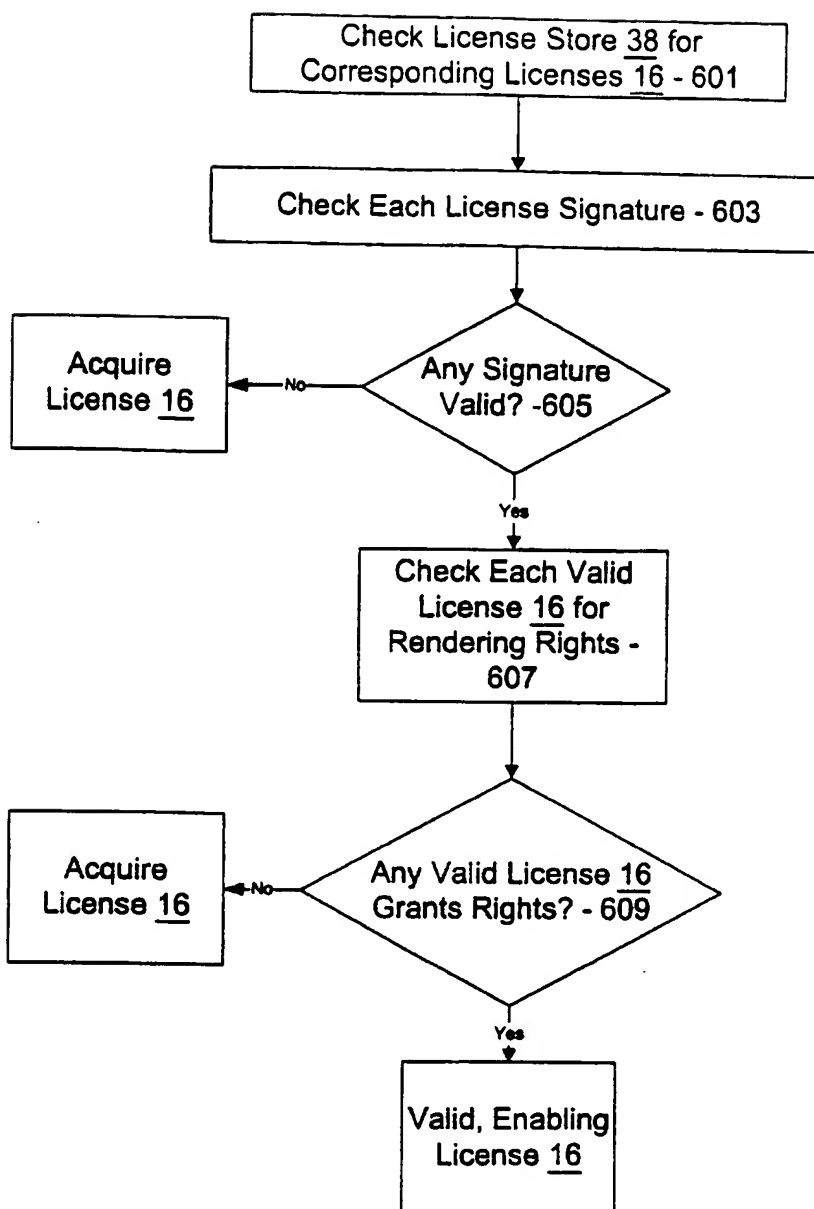 Check License Store 38 for
Corresponding Licenses 16 - 601
Check Each License Signature - 603
Any Signature
Valid? -605
No
Acquire
License 16
Yes
Check Each Valid
License 16 for
Rendering Rights -
607
Any Valid License 16
Grants Rights? - 609
No
Acquire
License 16
Yes
Valid, Enabling
License 16